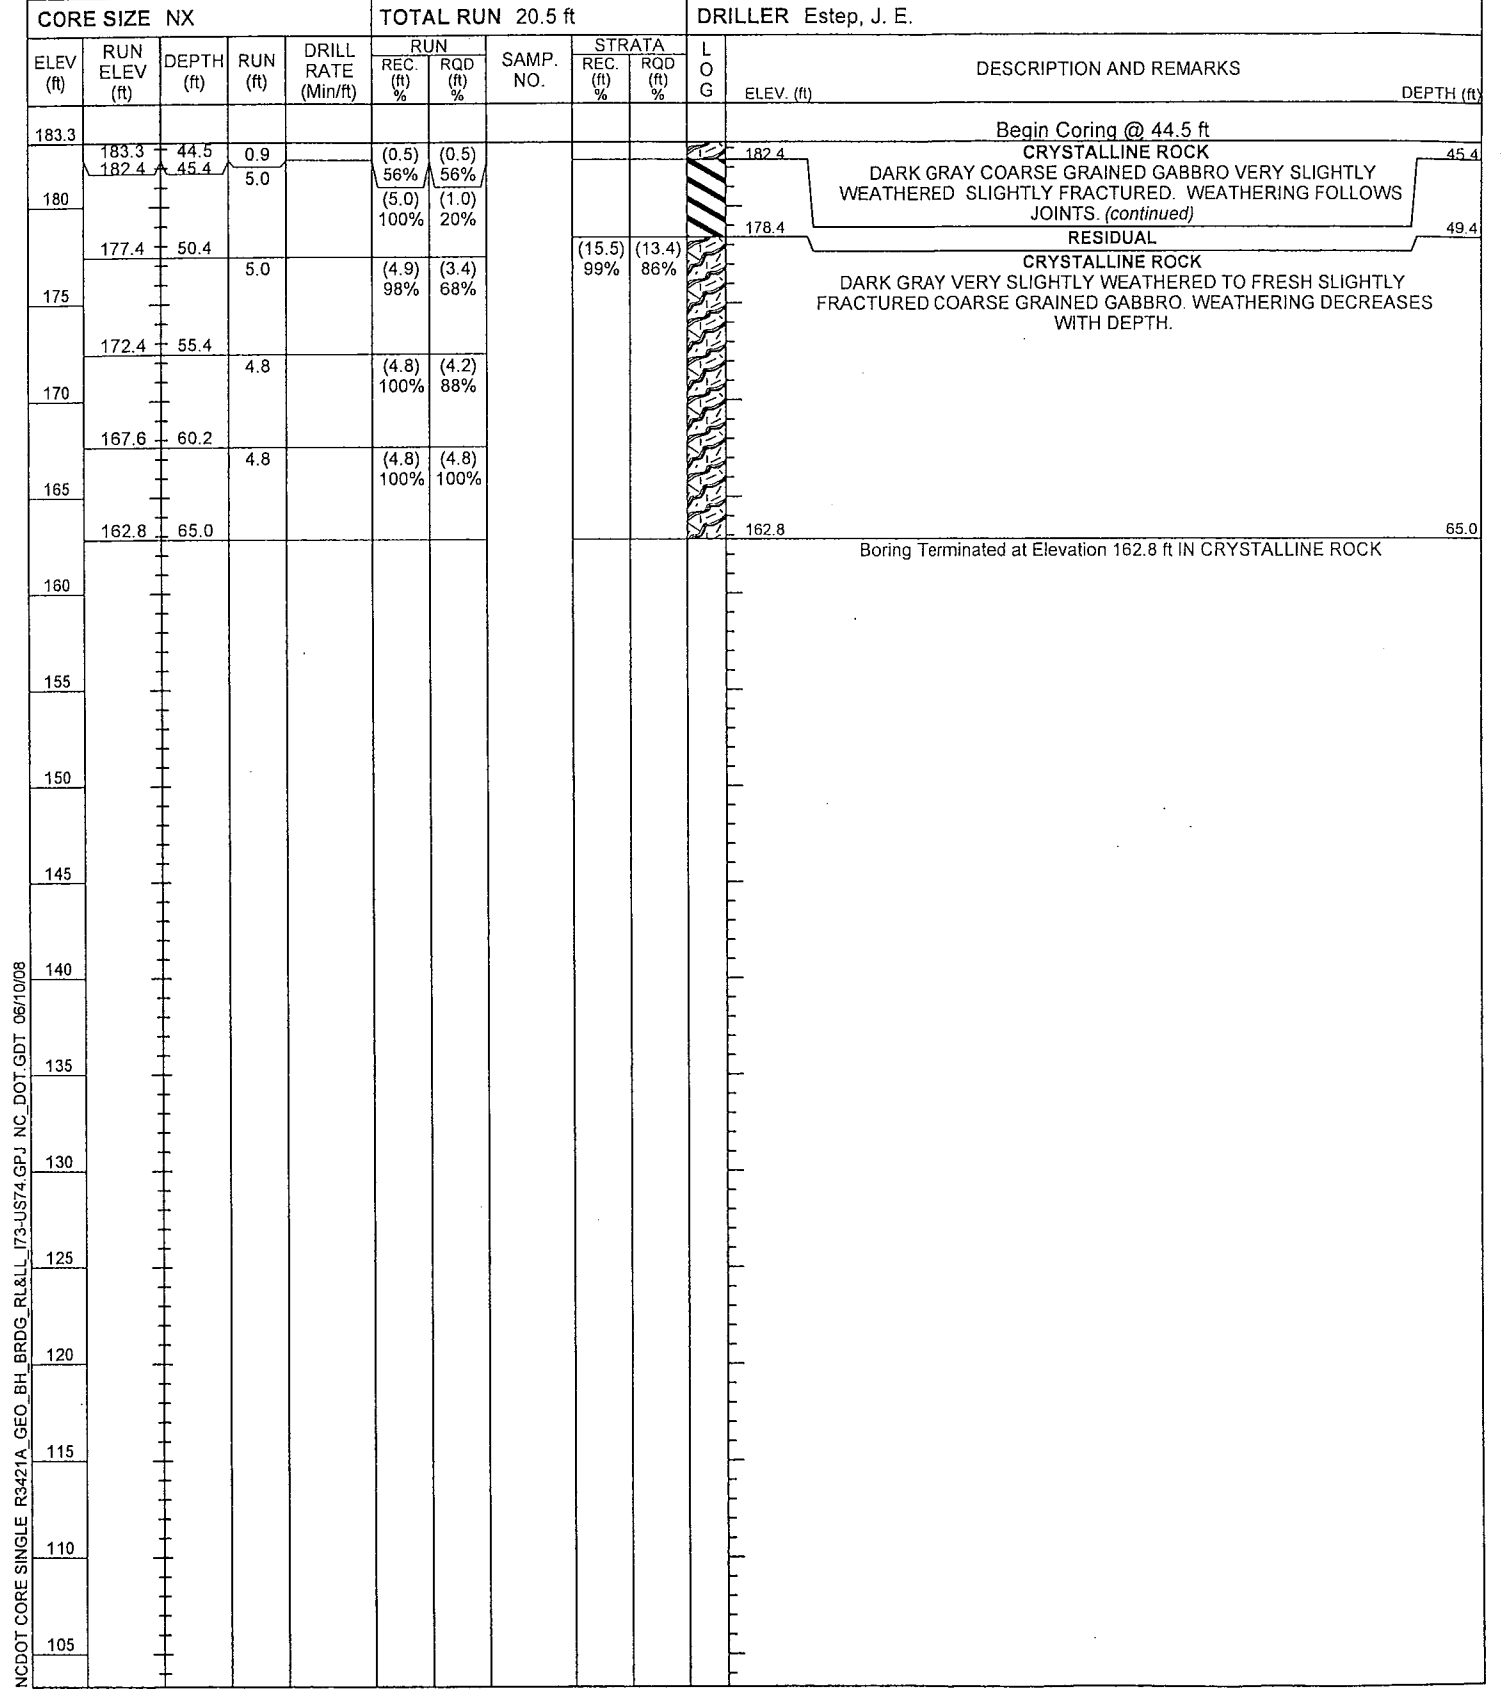 CORE SIZE NX TOTAL RUN 20.5 ft DRILLER Estep, J. E.
ELEV (ft) RUN ELEV (ft) DEPTH (ft) RUN (ft) DRILL RATE (Min/ft) RUN REC. (ft) % RQD (ft) % SAMP. NO. STRATA REC. (ft) % RQD (ft) % LOG ELEV. (ft) DESCRIPTION AND REMARKS DEPTH (ft)
183.3 Begin Coring @ 44.5 ft
183.3 44.5 0.9 (0.5) (0.5) 182.4 CRYSTALLINE ROCK 45.4
182.4 45.4 5.0 56% 56% DARK GRAY COARSE GRAINED GABBRO VERY SLIGHTLY
180 (5.0) (1.0) WEATHERED SLIGHTLY FRACTURED. WEATHERING FOLLOWS
100% 20% JOINTS. (continued)
178.4 49.4
RESIDUAL
177.4 50.4 (15.5) (13.4)
5.0 (4.9) (3.4) 99% 86% CRYSTALLINE ROCK
98% 68% DARK GRAY VERY SLIGHTLY WEATHERED TO FRESH SLIGHTLY
175 FRACTURED COARSE GRAINED GABBRO. WEATHERING DECREASES
WITH DEPTH.
172.4 55.4
4.8 (4.8) (4.2)
170 100% 88%
167.6 60.2
4.8 (4.8) (4.8)
100% 100%
165
162.8 65.0 162.8 65.0
Boring Terminated at Elevation 162.8 ft IN CRYSTALLINE ROCK
160
155
150
145
140
135
130
125
120
115
110
105
NCDOT CORE SINGLE R3421A_GEO_BH_BRDG_RL&LL_I73-US74.GPJ NC_DOT.GDT 06/10/08